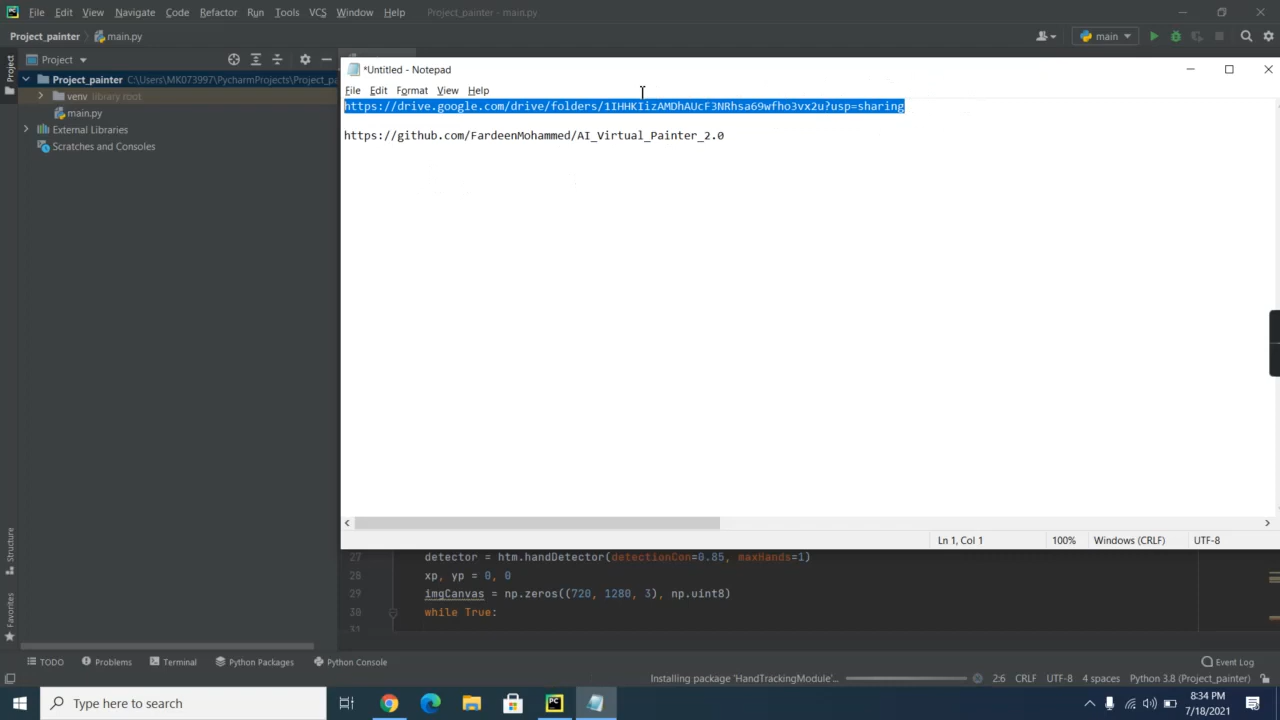 File Edit View Navigate Code Refactor Run Tools VCS Window Help Project_painter - main.py
Project_painter main.py main
Project
*Untitled - Notepad
Project_painter C:\Users\MK073997\PycharmProjects\Project_pa
File Edit Format View Help
venv library root
https://drive.google.com/drive/folders/1IHHKIizAMDhAUcF3NRhsa69wfho3vx2u?usp=sharing
main.py
External Libraries
https://github.com/FardeenMohammed/AI_Virtual_Painter_2.0
Scratches and Consoles
Project
Structure
Favorites
Ln 1, Col 1 100% Windows (CRLF) UTF-8
27 detector = htm.handDetector(detectionCon=0.85, maxHands=1)
28 xp, yp = 0, 0
29 imgCanvas = np.zeros((720, 1280, 3), np.uint8)
30 while True:
31
TODO Problems Terminal Python Packages Python Console Event Log
Installing package 'HandTrackingModule'... 2:6 CRLF UTF-8 4 spaces Python 3.8 (Project_painter)
Type here to search
8:34 PM
7/18/2021